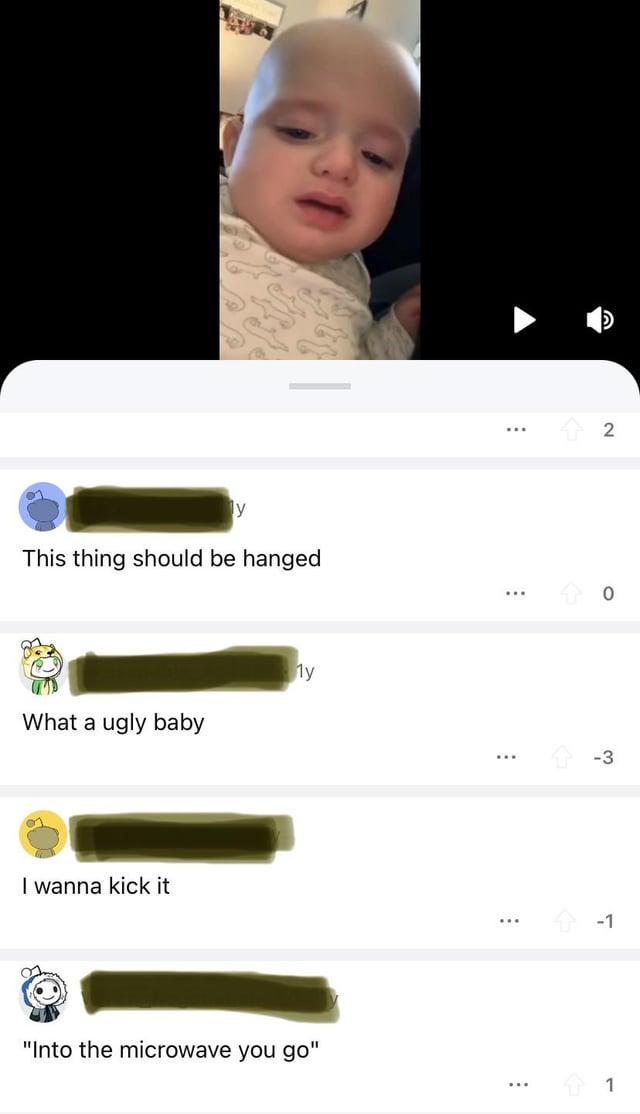 2
1y
This thing should be hanged
0
1y
What a ugly baby
-3
I wanna kick it
-1
"Into the microwave you go"
1